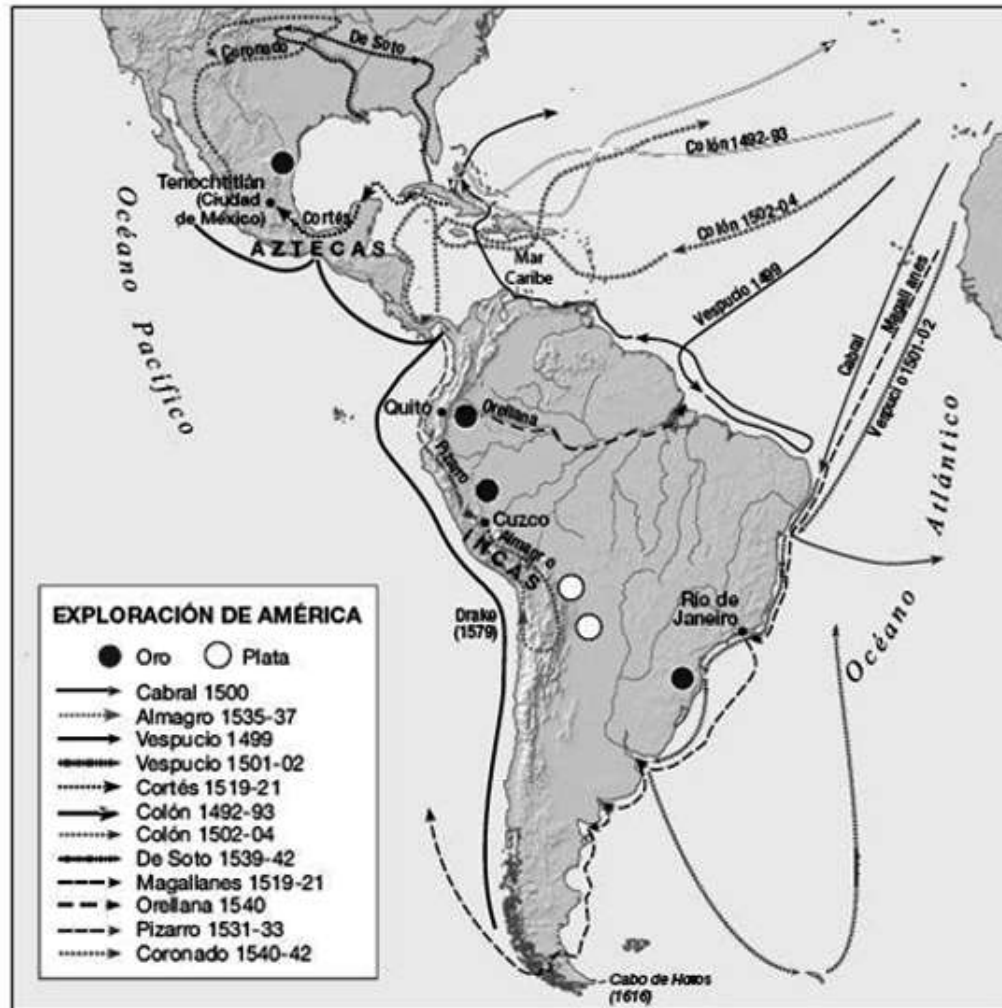 Coronado
De Soto
Colón 1492-93
Océano Pacífico
Tenochtitlán
(Ciudad
de México)
Cortés
AZTECAS
Colón 1502-04
Mar
Caribe
Vespucio 1499
Cabral
Magallanes
Vespucio 1501-02
Quito
Orellana
Pizarro
Océano Atlántico
Cuzco
Almagro
INCAS
Drake
(1579)
Río de
Janeiro
EXPLORACIÓN DE AMÉRICA
Oro Plata
Cabral 1500
Almagro 1535-37
Vespucio 1499
Vespucio 1501-02
Cortés 1519-21
Colón 1492-93
Colón 1502-04
De Soto 1539-42
Magallanes 1519-21
Orellana 1540
Pizarro 1531-33
Coronado 1540-42
Cabo de Hornos
(1616)